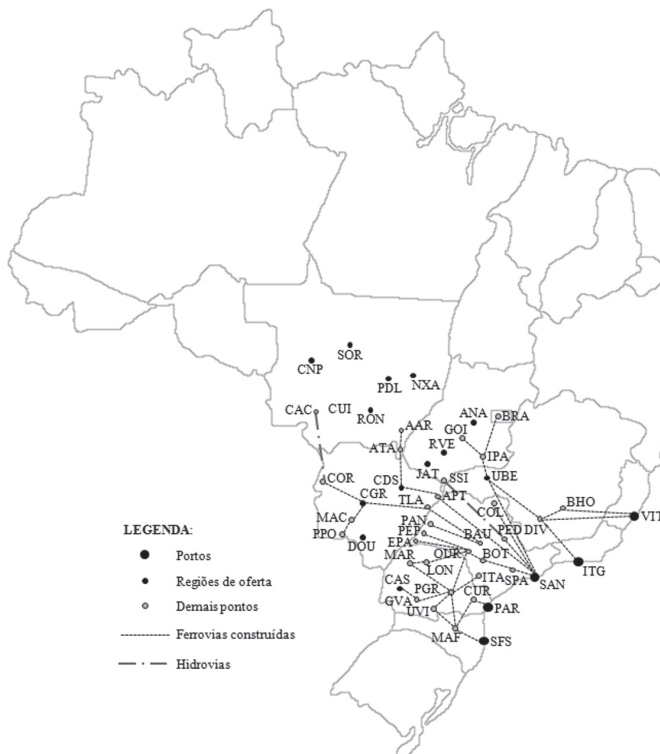 SOR
CNP
PDL
NXA
CAC
CUI
RON
AAR
ANA
BRA
GOI
ATA
RVE
IPA
JAT
SSI
UBE
COR
CDS
CGR
TLA
APT
COL
BHO
MAC
PAN
PED
DIV
VIT
PPO
PEP
BAU
DOU
EPA
OUR
BOT
MAR
LON
ITA
SPA
SAN
ITG
CAS
PGR
CUR
GVA
UVI
PAR
MAF
SFS
LEGENDA:
Portos
Regiões de oferta
Demais pontos
Ferrovias construídas
Hidrovias